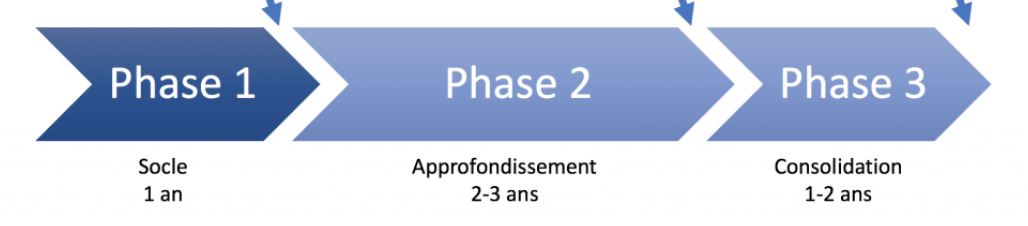 Phase 1
Phase 2
Phase 3
Socle
1 an
Approfondissement
2-3 ans
Consolidation
1-2 ans